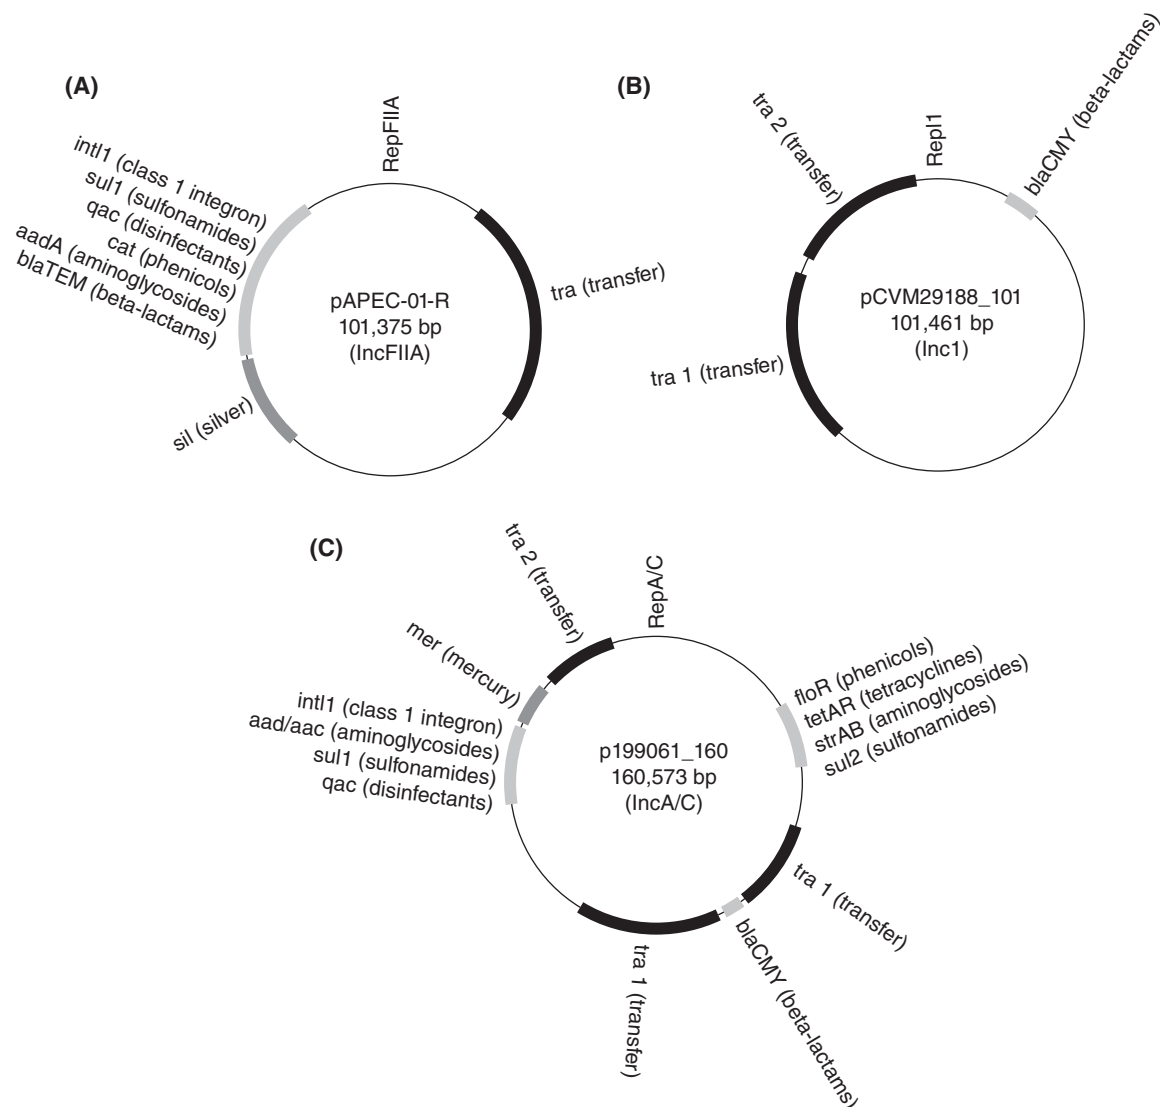 (A)
RepFIIA
intI1 (class 1 integron)
sul1 (sulfonamides)
qac (disinfectants)
cat (phenicols)
aadA (aminoglycosides)
blaTEM (beta-lactams)
sil (silver)
tra (transfer)
pAPEC-01-R
101,375 bp
(IncFIIA)
(B)
tra 2 (transfer)
RepI1
blaCMY (beta-lactams)
tra 1 (transfer)
pCVM29188_101
101,461 bp
(Inc1)
(C)
tra 2 (transfer)
RepA/C
mer (mercury)
intI1 (class 1 integron)
aad/aac (aminoglycosides)
sul1 (sulfonamides)
qac (disinfectants)
floR (phenicols)
tetAR (tetracyclines)
strAB (aminoglycosides)
sul2 (sulfonamides)
p199061_160
160,573 bp
(IncA/C)
tra 1 (transfer)
blaCMY (beta-lactams)
tra 1 (transfer)